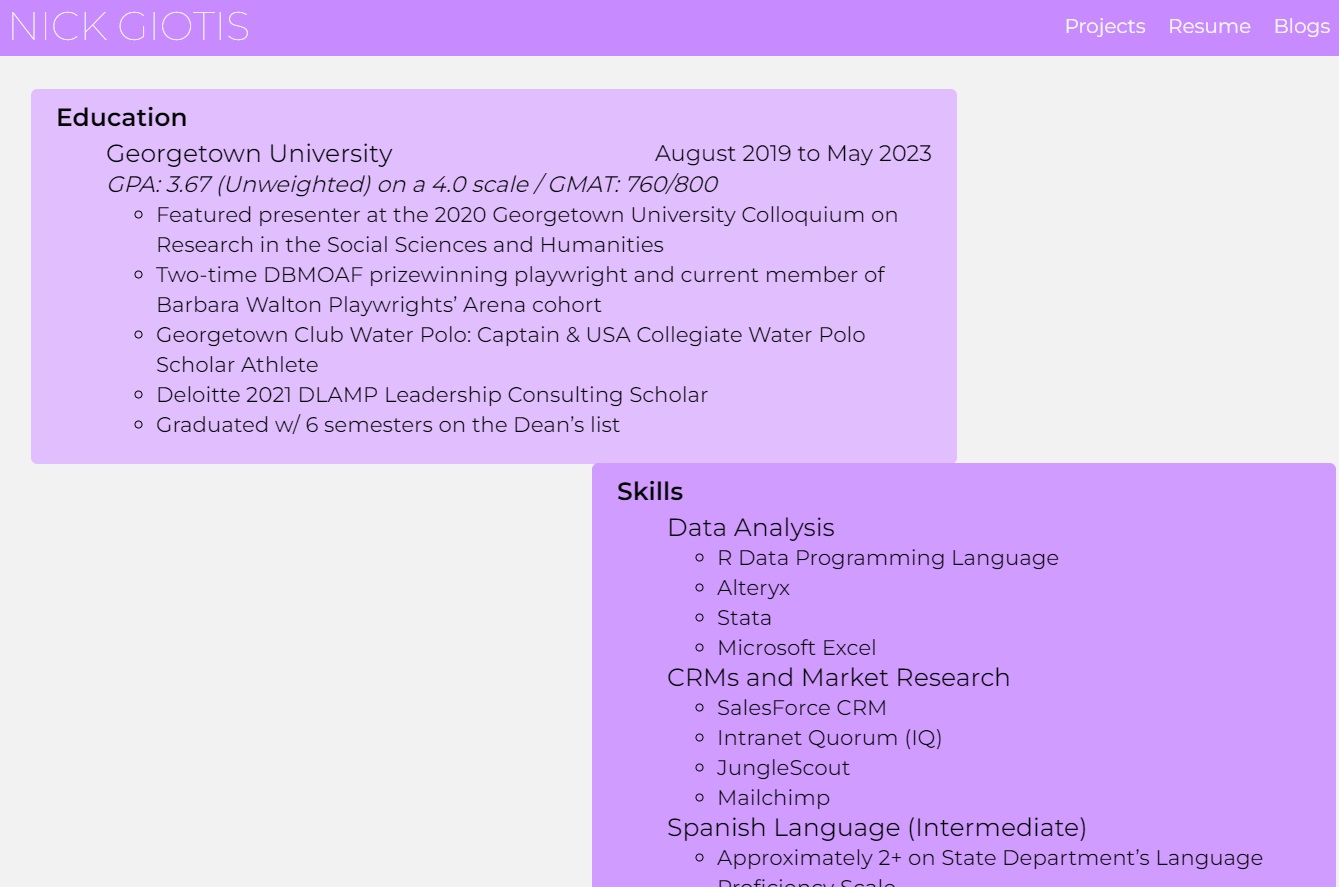 NICK GIOTIS
Projects Resume Blogs
Education
Georgetown University August 2019 to May 2023
GPA: 3.67 (Unweighted) on a 4.0 scale / GMAT: 760/800
Featured presenter at the 2020 Georgetown University Colloquium on
Research in the Social Sciences and Humanities
Two-time DBMOAF prizewinning playwright and current member of
Barbara Walton Playwrights’ Arena cohort
Georgetown Club Water Polo: Captain & USA Collegiate Water Polo
Scholar Athlete
Deloitte 2021 DLAMP Leadership Consulting Scholar
Graduated w/ 6 semesters on the Dean’s list
Skills
Data Analysis
R Data Programming Language
Alteryx
Stata
Microsoft Excel
CRMs and Market Research
SalesForce CRM
Intranet Quorum (IQ)
JungleScout
Mailchimp
Spanish Language (Intermediate)
Approximately 2+ on State Department’s Language
Proficiency Scale